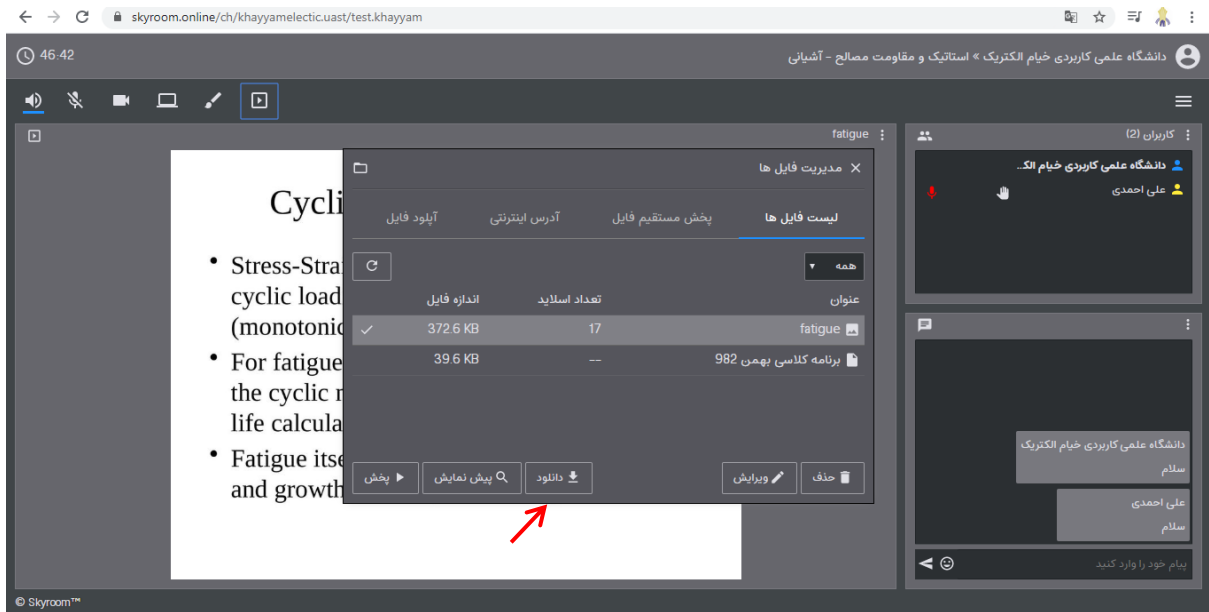 skyroom.online/ch/khayyamelectic.uast/test.khayyam
46:42
دانشگاه علمی کاربردی خیام الکتریک » استاتیک و مقاومت مصالح - آشیانی
fatigue
کاربران (2)
دانشگاه علمی کاربردی خیام الک...
علی احمدی
Cycli
• Stress-Strai
cyclic load
(monotonic
• For fatigue
the cyclic r
life calcula
• Fatigue itse
and growth
مدیریت فایل ها
لیست فایل ها
پخش مستقیم فایل
آدرس اینترنتی
آپلود فایل
همه
عنوان تعداد اسلاید اندازه فایل
fatigue 17 372.6 KB
برنامه کلاسی بهمن 982 -- 39.6 KB
حذف
ویرایش
دانلود
پیش نمایش
پخش
دانشگاه علمی کاربردی خیام الکتریک
سلام
علی احمدی
سلام
پیام خود را وارد کنید
© Skyroom™